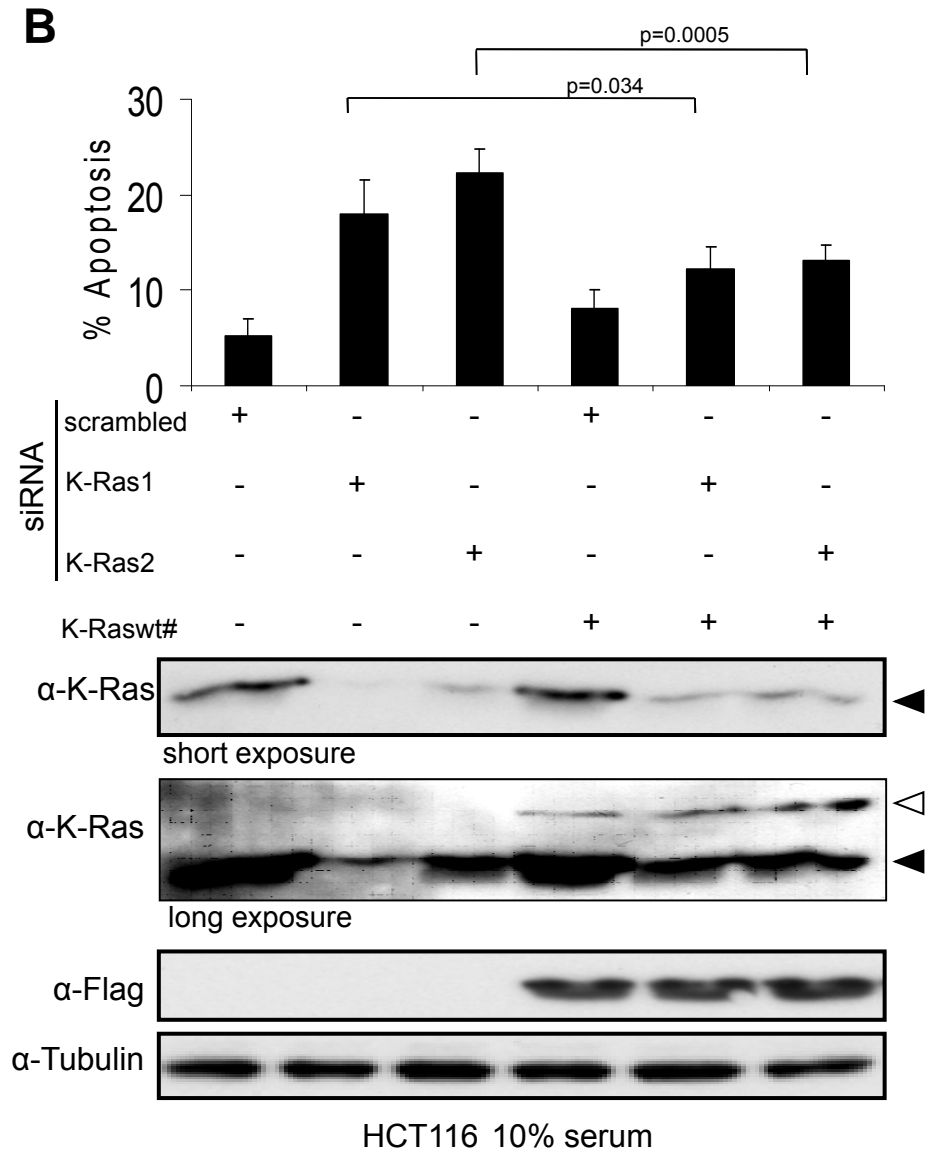 B
p=0.0005
p=0.034
30
20
10
0
% Apoptosis
siRNA
scrambled + - - + - -
K-Ras1 - + - - + -
K-Ras2 - - + - - +
K-Raswt# - - - + + +
α-K-Ras
short exposure
α-K-Ras
long exposure
α-Flag
α-Tubulin
HCT116 10% serum